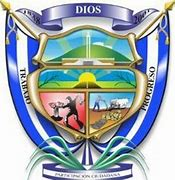 DIOS
TRABAJO
PROGRESO
PARTICIPACIÓN CIUDADANA